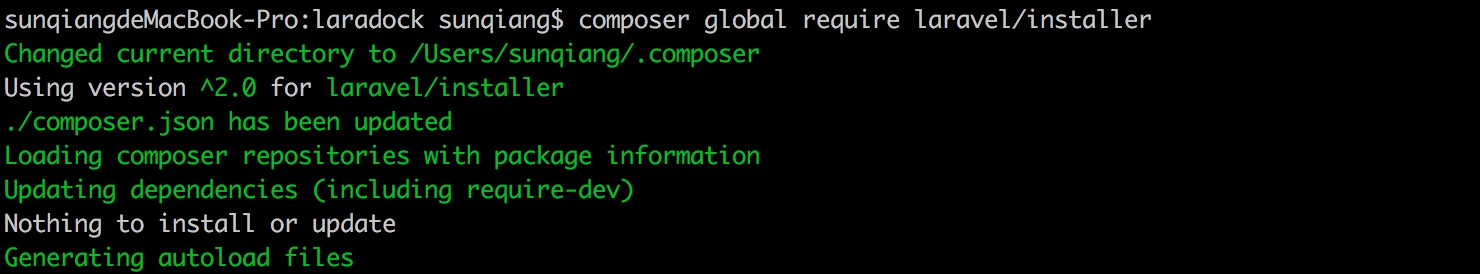 sunqiangdeMacBook-Pro:laradock sunqiang$ composer global require laravel/installer
Changed current directory to /Users/sunqiang/.composer
Using version ^2.0 for laravel/installer
./composer.json has been updated
Loading composer repositories with package information
Updating dependencies (including require-dev)
Nothing to install or update
Generating autoload files